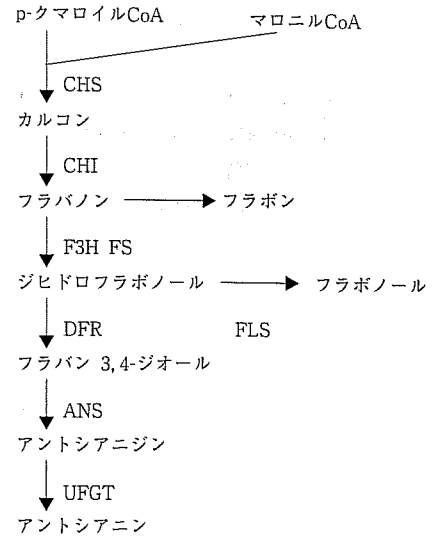 p-クマロイルCoA マロニルCoA
CHS
カルコン
CHI
フラバノン フラボン
F3H FS
ジヒドロフラボノール フラボノール
DFR FLS
フラバン 3, 4-ジオール
ANS
アントシアニジン
UFGT
アントシアニン